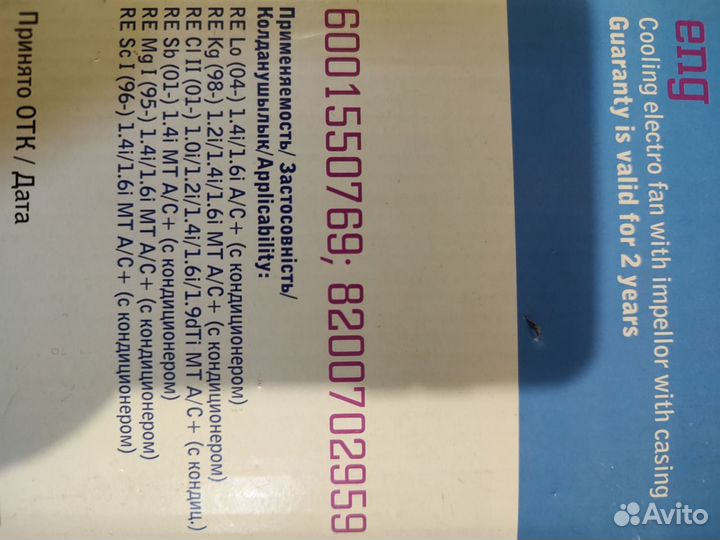 eng
Cooling electro fan with impellor with casing
Guaranty is valid for 2 years
6001550769; 8200702959
Применяемость/ Застосовність/
Колданушылык/Applicability:
RE Lo (04-) 1.4i/1.6i A/C+ (с кондиционером)
RE Kg (98-) 1.2i/1.4i/1.6i MT A/C+ (с кондиционером)
RE Cl II (01-) 1.0i/1.2i/1.4i/1.6i/1.9dTi MT A/C+ (с кондиц.)
RE Sb (01-) 1.4i MT A/C+ (с кондиционером)
RE Mg I (95-) 1.4i/1.6i MT A/C+ (с кондиционером)
RE Sc I (96-) 1.4i/1.6i MT A/C+ (с кондиционером)
Принято ОТК / Дата
Avito